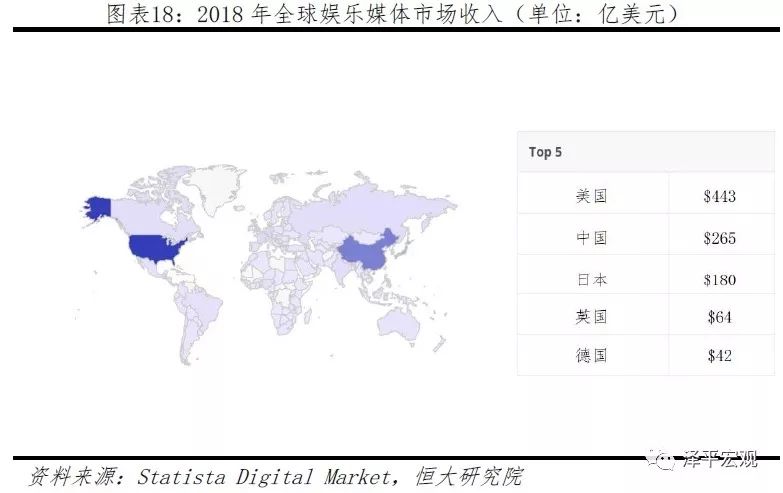 图表18：2018 年全球娱乐媒体市场收入（单位：亿美元）
Top 5
美国 $443
中国 $265
日本 $180
英国 $64
德国 $42
泽平宏观
资料来源：Statista Digital Market，恒大研究院